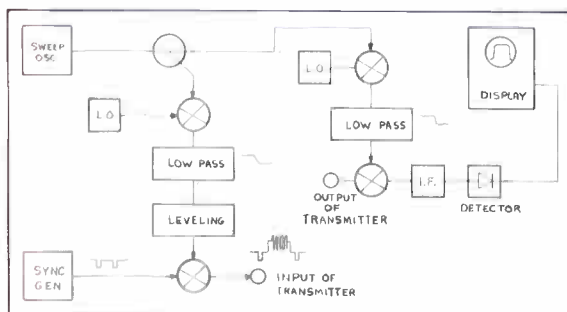 SWEEP
OSC
L.O
L.O
LOW PASS
LEVELING
SYNC
GEN
INPUT OF
TRANSMITTER
LOW PASS
OUTPUT
OF
TRANSMITTER
I.F.
DETECTOR
DISPLAY